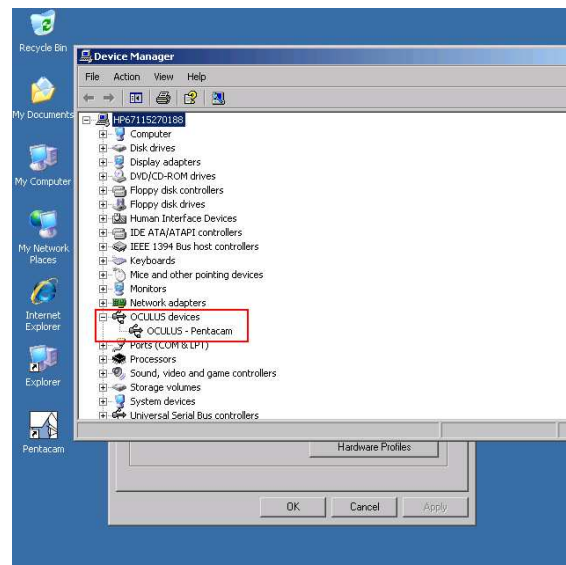 Recycle Bin
My Documents
My Computer
My Network
Places
Internet
Explorer
Explorer
Pentacam
Device Manager
File Action View Help
HP67115270188
Computer
Disk drives
Display adapters
DVD/CD-ROM drives
Floppy disk controllers
Floppy disk drives
Human Interface Devices
IDE ATA/ATAPI controllers
IEEE 1394 Bus host controllers
Keyboards
Mice and other pointing devices
Monitors
Network adapters
OCULUS devices
OCULUS - Pentacam
Ports (COM & LPT)
Processors
Sound, video and game controllers
Storage volumes
System devices
Universal Serial Bus controllers
Hardware Profiles
OK Cancel Apply